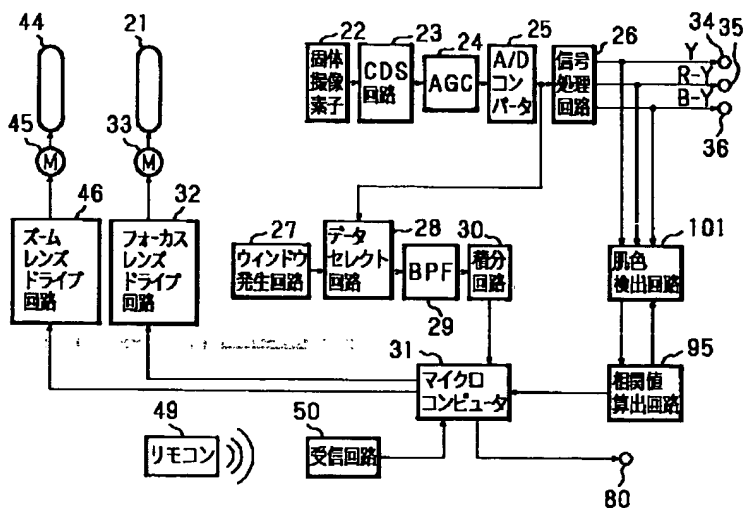 44
21
22
23
24
25
26
34
35
36
固体
撮像
素子
CDS
回路
AGC
A/D
コン
バータ
信号
処理
回路
Y
R-Y
B-Y
45
M
33
M
46
32
ズーム
レンズ
ドライブ
回路
フォーカス
レンズ
ドライブ
回路
27
28
30
101
ウィンドウ
発生回路
データ
セレクト
回路
BPF
29
積分
回路
肌色
検出回路
31
95
マイクロ
コンピュータ
相関値
算出回路
49
50
リモコン
受信回路
80